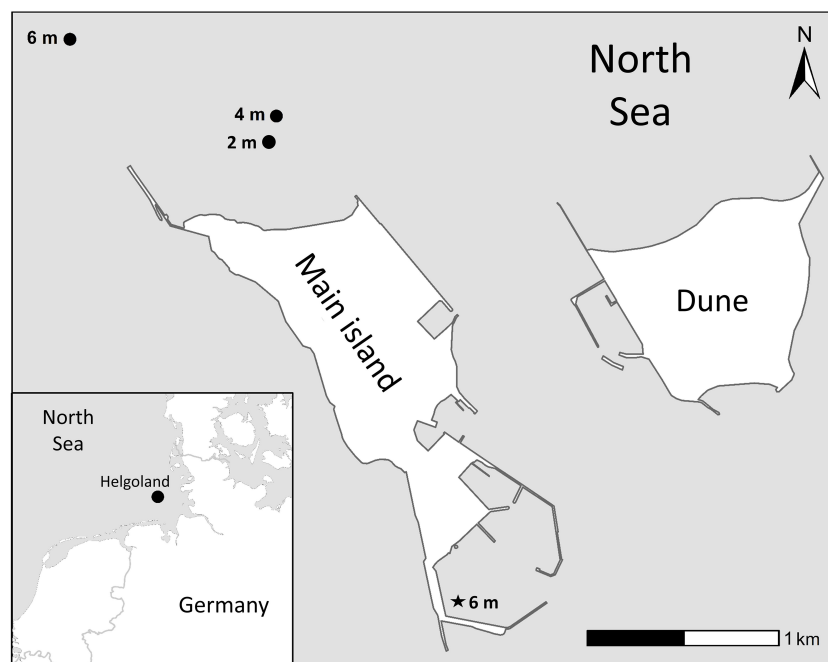 6 m
North
Sea
N
4 m
2 m
Main island
Dune
North
Sea
Helgoland
Germany
6 m
1 km